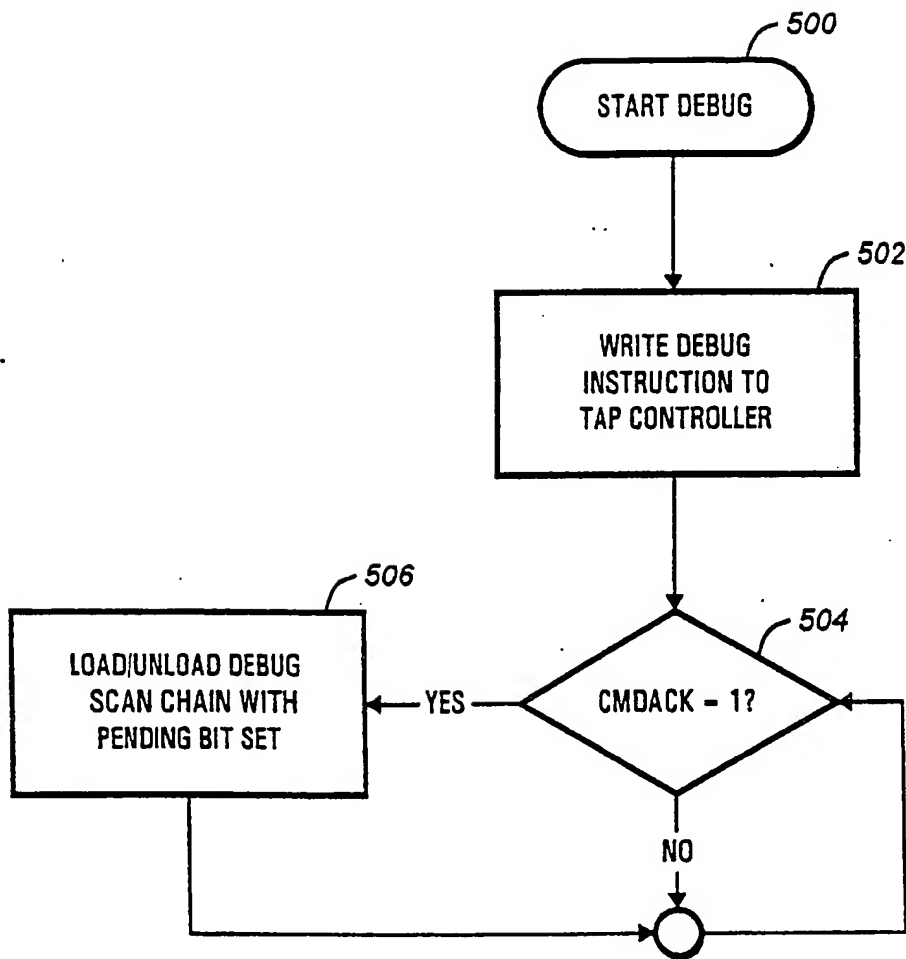 500
START DEBUG
502
WRITE DEBUG
INSTRUCTION TO
TAP CONTROLLER
506
504
LOAD/UNLOAD DEBUG
SCAN CHAIN WITH
PENDING BIT SET
YES
CMDACK = 1?
NO